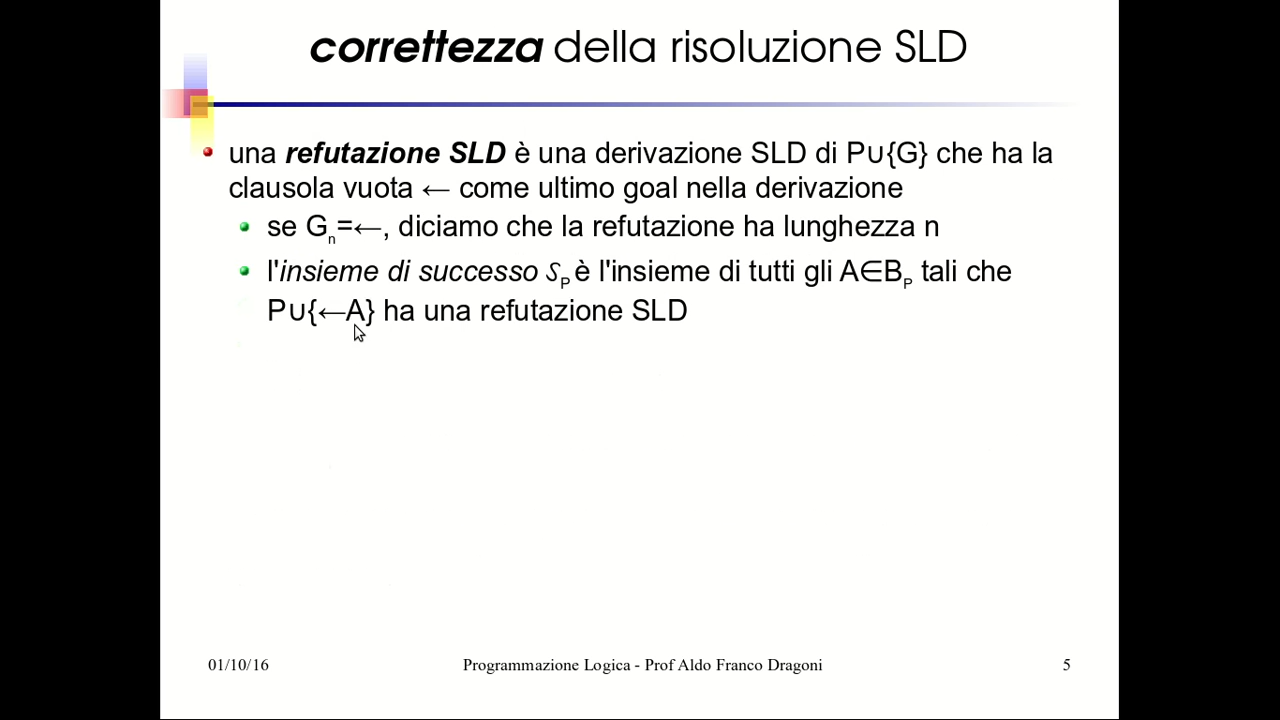 correttezza della risoluzione SLD
una refutazione SLD è una derivazione SLD di P∪{G} che ha la
clausola vuota ← come ultimo goal nella derivazione
se Gn=←, diciamo che la refutazione ha lunghezza n
l'insieme di successo SP è l'insieme di tutti gli A∈BP tali che
P∪{←A} ha una refutazione SLD
01/10/16 Programmazione Logica - Prof Aldo Franco Dragoni 5